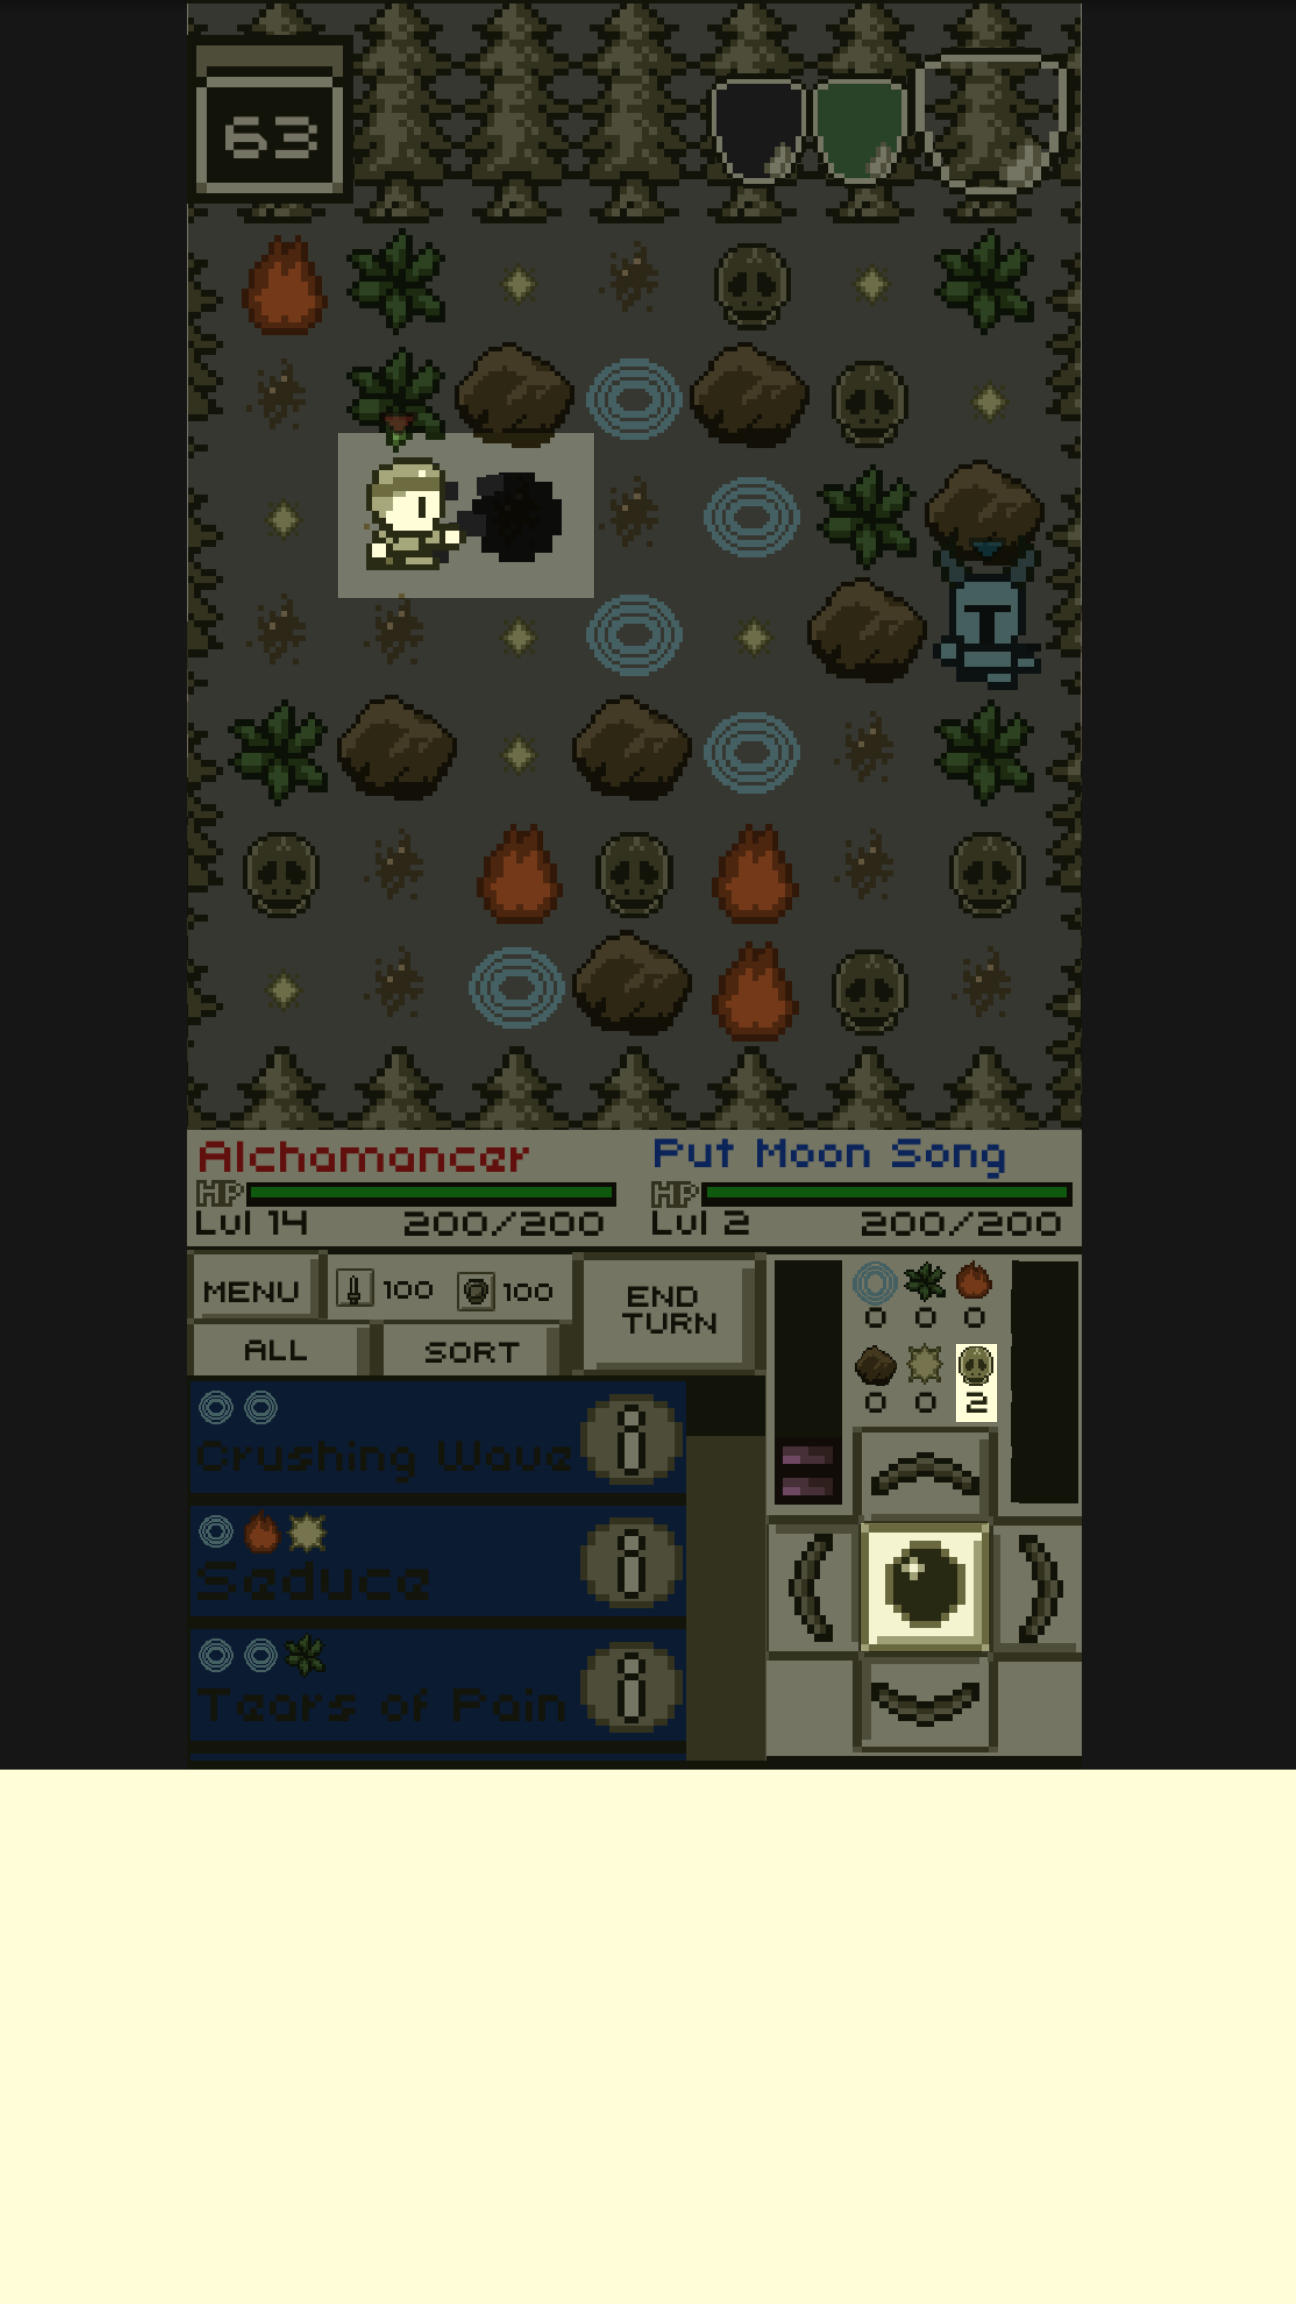 63
Alchamancer
Put Moon Song
HP
HP
Lvl 14 200/200
Lvl 2 200/200
MENU
100
100
END
TURN
ALL
SORT
0 0 0
0 0 2
Crushing Wave
i
Seduce
i
Tears of Pain
i